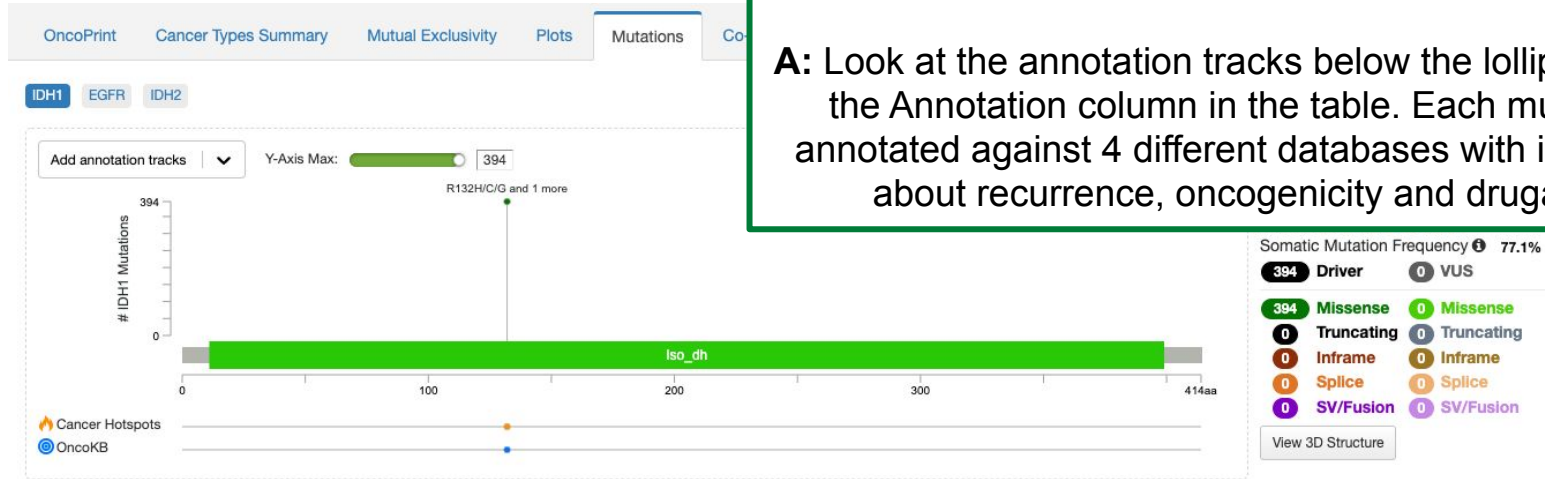 OncoPrint Cancer Types Summary Mutual Exclusivity Plots Mutations Co-
A: Look at the annotation tracks below the
the Annotation column in the table. Each
annotated against 4 different databases with
about recurrence, oncogenicity and
IDH1 EGFR IDH2
Add annotation tracks Y-Axis Max: 394
R132H/C/G and 1 more
394
# IDH1 Mutations
0
Iso_dh
0 100 200 300 414aa
Cancer Hotspots
OncoKB
Somatic Mutation Frequency 77.1%
394 Driver 0 VUS
394 Missense 0 Missense
0 Truncating 0 Truncating
0 Inframe 0 Inframe
0 Splice 0 Splice
0 SV/Fusion 0 SV/Fusion
View 3D Structure